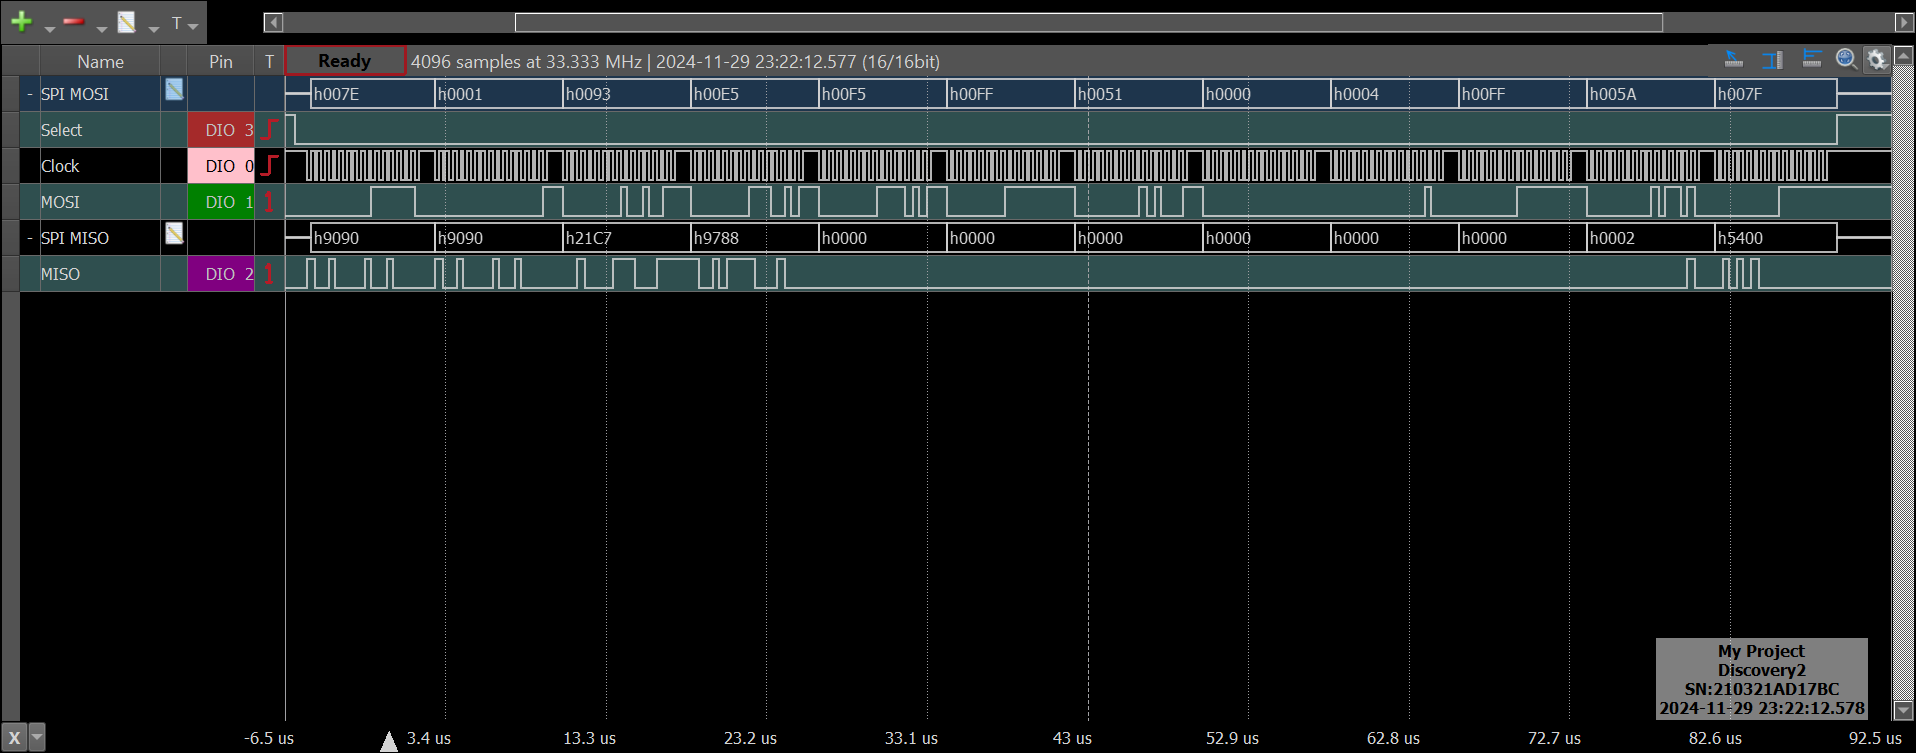 T
Name Pin T Ready 4096 samples at 33.333 MHz | 2024-11-29 23:22:12.577 (16/16bit)
- SPI MOSI h007E h0001 h0093 h00E5 h00F5 h00FF h0051 h0000 h0004 h00FF h005A h007F
Select DIO 3
Clock DIO 0
MOSI DIO 1
- SPI MISO h9090 h9090 h21C7 h9788 h0000 h0000 h0000 h0000 h0000 h0000 h0002 h5400
MISO DIO 2
My Project
Discovery2
SN:210321AD17BC
2024-11-29 23:22:12.578
X -6.5 us 3.4 us 13.3 us 23.2 us 33.1 us 43 us 52.9 us 62.8 us 72.7 us 82.6 us 92.5 us